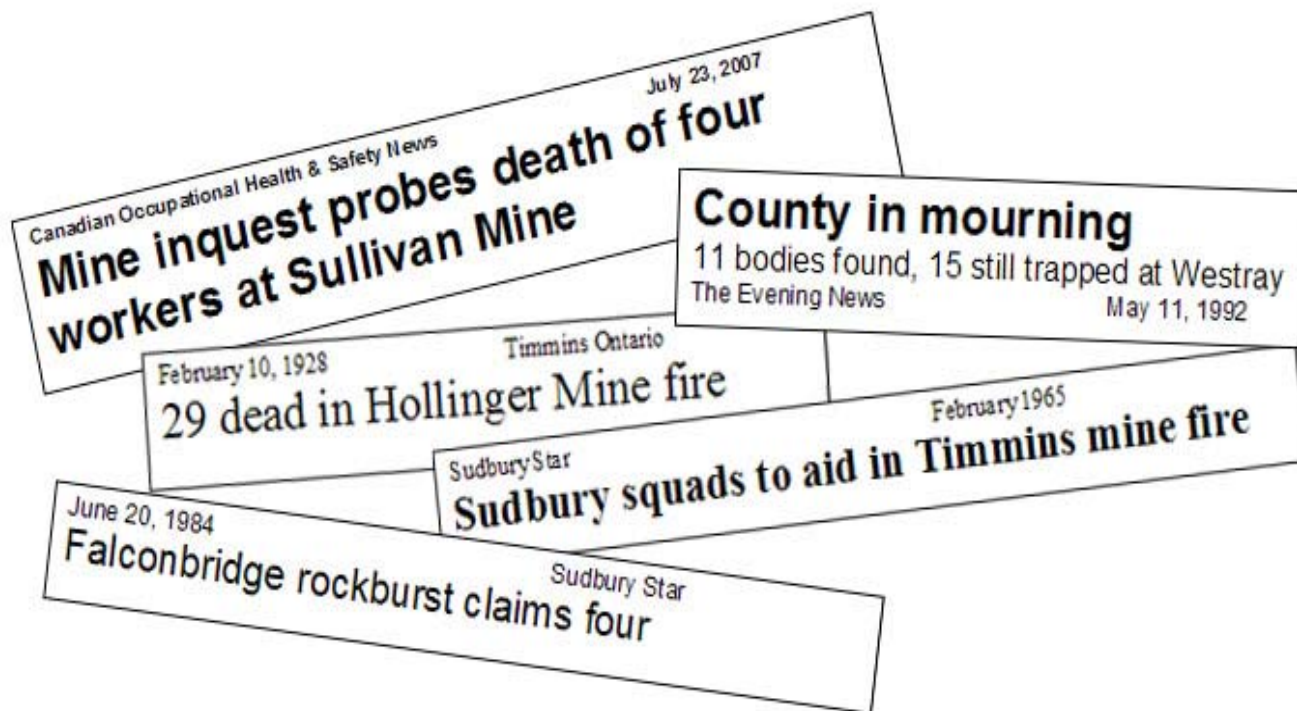 July 23, 2007
Canadian Occupational Health & Safety News
Mine inquest probes death of four
workers at Sullivan Mine
County in mourning
11 bodies found, 15 still trapped at Westray
The Evening News May 11, 1992
February 10, 1928 Timmins Ontario
29 dead in Hollinger Mine fire
Sudbury Star February 1965
Sudbury squads to aid in Timmins mine fire
June 20, 1984 Sudbury Star
Falconbridge rockburst claims four